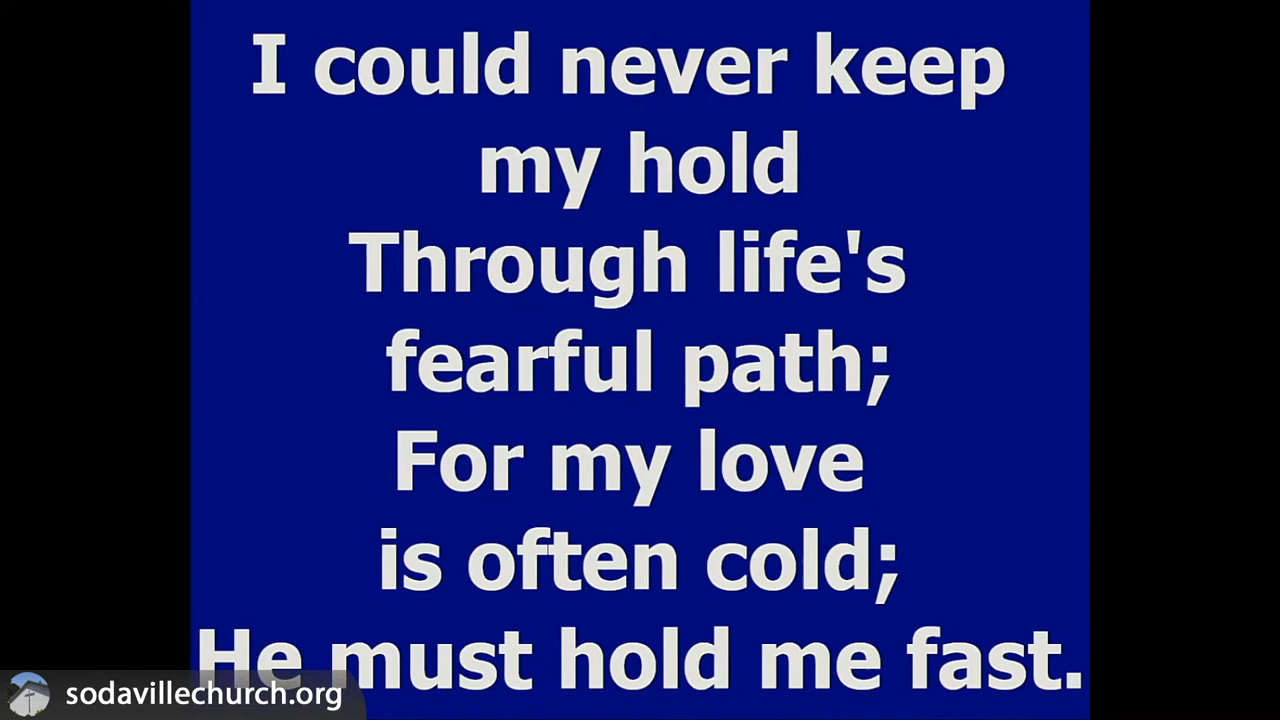 I could never keep
my hold
Through life's
fearful path;
For my love
is often cold;
He must hold me fast.
sodavillechurch.org